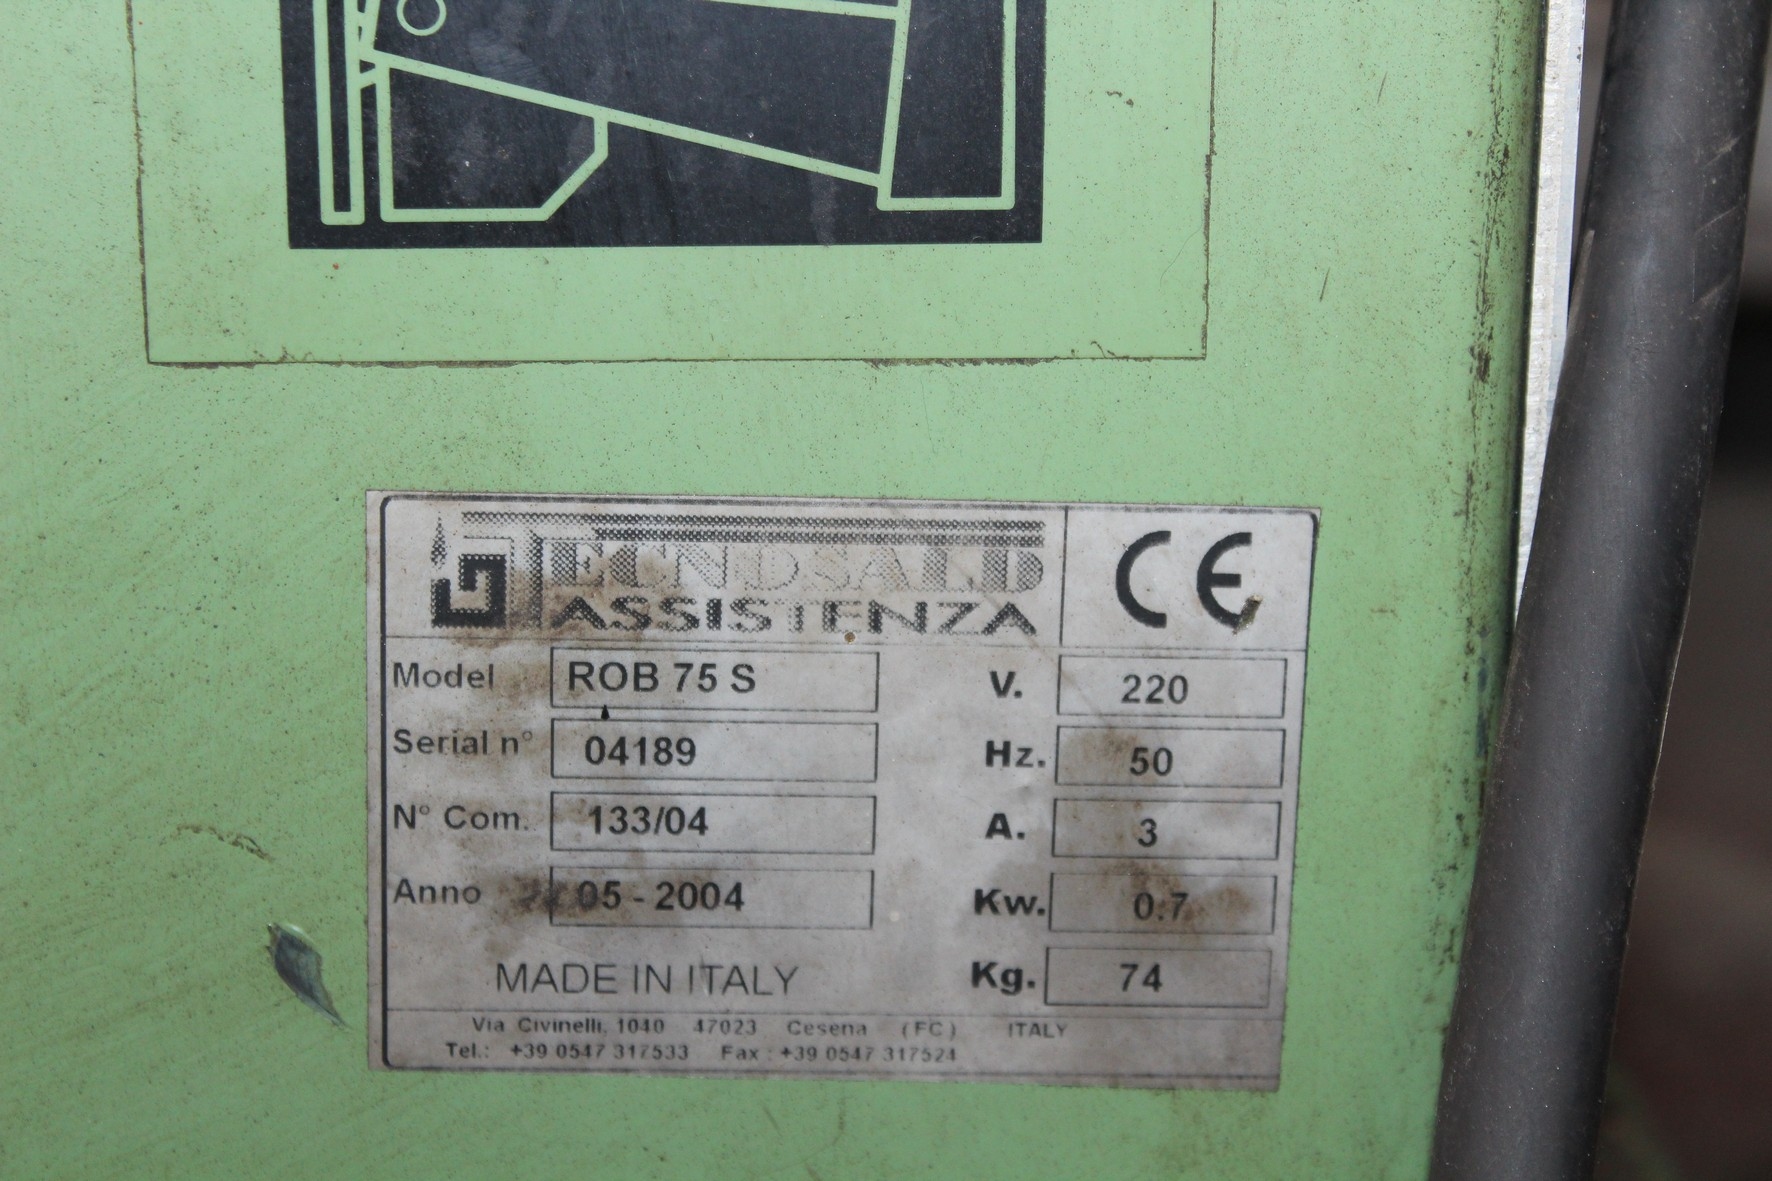 TECNOSALD
ASSISTENZA
CE
Model ROB 75 S
V. 220
Serial n° 04189
Hz. 50
N° Com. 133/04
A. 3
Anno 05 - 2004
Kw. 0.7
MADE IN ITALY
Kg. 74
Via Civinelli, 1040 47023 Cesena (FC) ITALY
Tel.: +39 0547 317533 Fax : +39 0547 317524